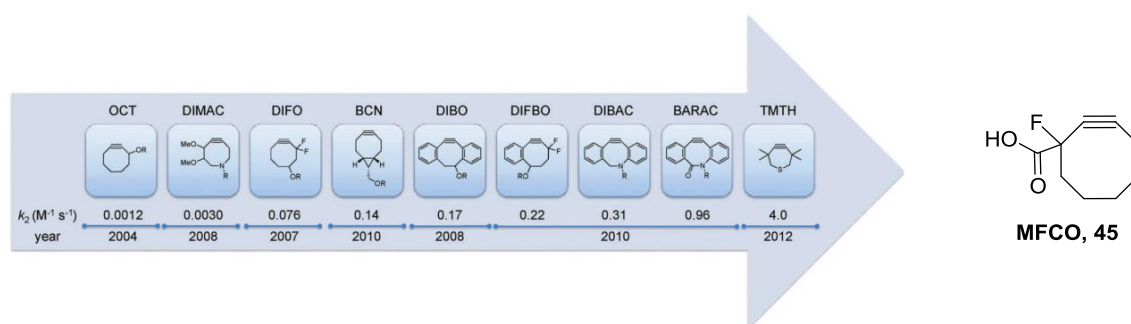 OCT DIMAC DIFO BCN DIBO DIFBO DIBAC BARAC TMTH
OR
MeO
MeO
N
R
F
F
OR
H
H
OR
OR
F
F
RO
N
R
O
N
R
S
k₂ (M⁻¹ s⁻¹) 0.0012 0.0030 0.076 0.14 0.17 0.22 0.31 0.96 4.0
year 2004 2008 2007 2010 2008 2010 2012
F
HO
O
MFCO, 45